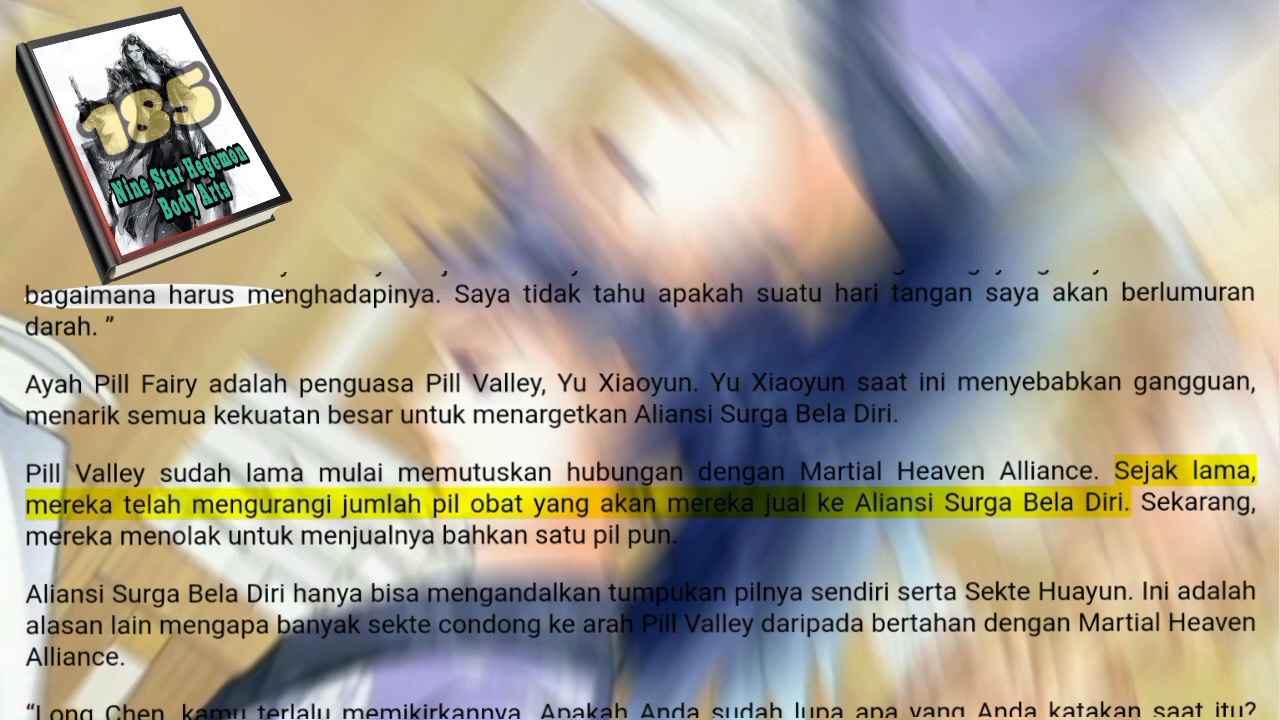 185
Nine Star Hegemon
Body Arts
bagaimana harus menghadapinya. Saya tidak tahu apakah suatu hari tangan saya akan berlumuran
darah. ”
Ayah Pill Fairy adalah penguasa Pill Valley, Yu Xiaoyun. Yu Xiaoyun saat ini menyebabkan gangguan,
menarik semua kekuatan besar untuk menargetkan Aliansi Surga Bela Diri.
Pill Valley sudah lama mulai memutuskan hubungan dengan Martial Heaven Alliance. Sejak lama,
mereka telah mengurangi jumlah pil obat yang akan mereka jual ke Aliansi Surga Bela Diri. Sekarang,
mereka menolak untuk menjualnya bahkan satu pil pun.
Aliansi Surga Bela Diri hanya bisa mengandalkan tumpukan pilnya sendiri serta Sekte Huayun. Ini adalah
alasan lain mengapa banyak sekte condong ke arah Pill Valley daripada bertahan dengan Martial Heaven
Alliance.
“Long Chen, kamu terlalu memikirkannya. Apakah Anda sudah lupa apa yang Anda katakan saat itu?